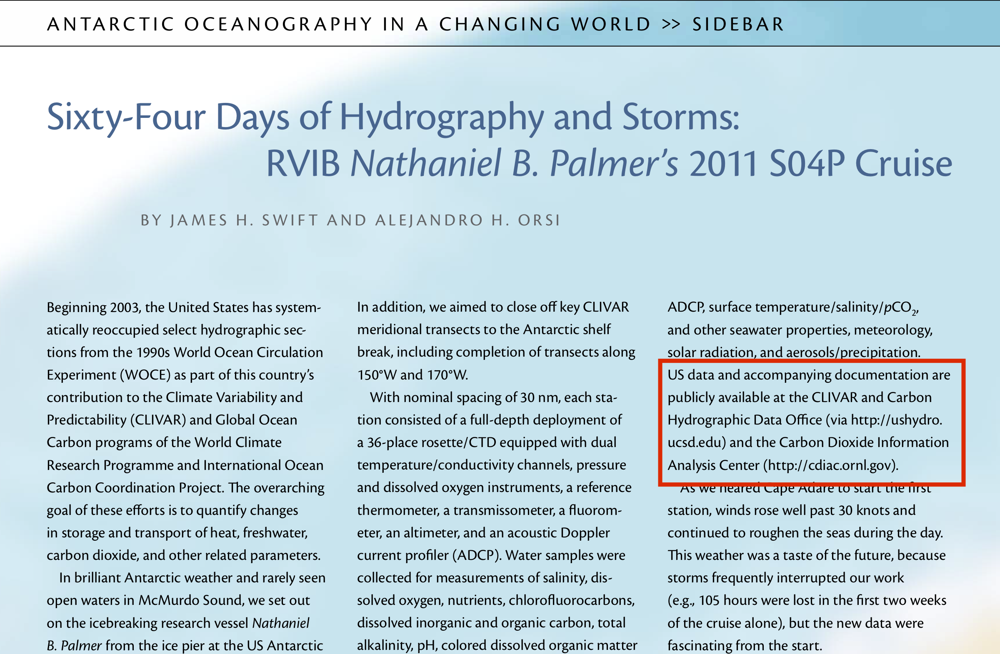 ANTARCTIC OCEANOGRAPHY IN A CHANGING WORLD >> SIDEBAR
Sixty-Four Days of Hydrography and Storms:
RVIB Nathaniel B. Palmer’s 2011 S04P Cruise
BY JAMES H. SWIFT AND ALEJANDRO H. ORSI
Beginning 2003, the United States has system-
atically reoccupied select hydrographic sec-
tions from the 1990s World Ocean Circulation
Experiment (WOCE) as part of this country’s
contribution to the Climate Variability and
Predictability (CLIVAR) and Global Ocean
Carbon programs of the World Climate
Research Programme and International Ocean
Carbon Coordination Project. The overarching
goal of these efforts is to quantify changes
in storage and transport of heat, freshwater,
carbon dioxide, and other related parameters.
In brilliant Antarctic weather and rarely seen
open waters in McMurdo Sound, we set out
on the icebreaking research vessel Nathaniel
B. Palmer from the ice pier at the US Antarctic
In addition, we aimed to close off key CLIVAR
meridional transects to the Antarctic shelf
break, including completion of transects along
150°W and 170°W.
With nominal spacing of 30 nm, each sta-
tion consisted of a full-depth deployment of
a 36-place rosette/CTD equipped with dual
temperature/conductivity channels, pressure
and dissolved oxygen instruments, a reference
thermometer, a transmissometer, a fluorom-
eter, an altimeter, and an acoustic Doppler
current profiler (ADCP). Water samples were
collected for measurements of salinity, dis-
solved oxygen, nutrients, chlorofluorocarbons,
dissolved inorganic and organic carbon, total
alkalinity, pH, colored dissolved organic matter
ADCP, surface temperature/salinity/pCO₂,
and other seawater properties, meteorology,
solar radiation, and aerosols/precipitation.
US data and accompanying documentation are
publicly available at the CLIVAR and Carbon
Hydrographic Data Office (via http://ushydro.
ucsd.edu) and the Carbon Dioxide Information
Analysis Center (http://cdiac.ornl.gov).
As we neared Cape Adare to start the first
station, winds rose well past 30 knots and
continued to roughen the seas during the day.
This weather was a taste of the future, because
storms frequently interrupted our work
(e.g., 105 hours were lost in the first two weeks
of the cruise alone), but the new data were
fascinating from the start.